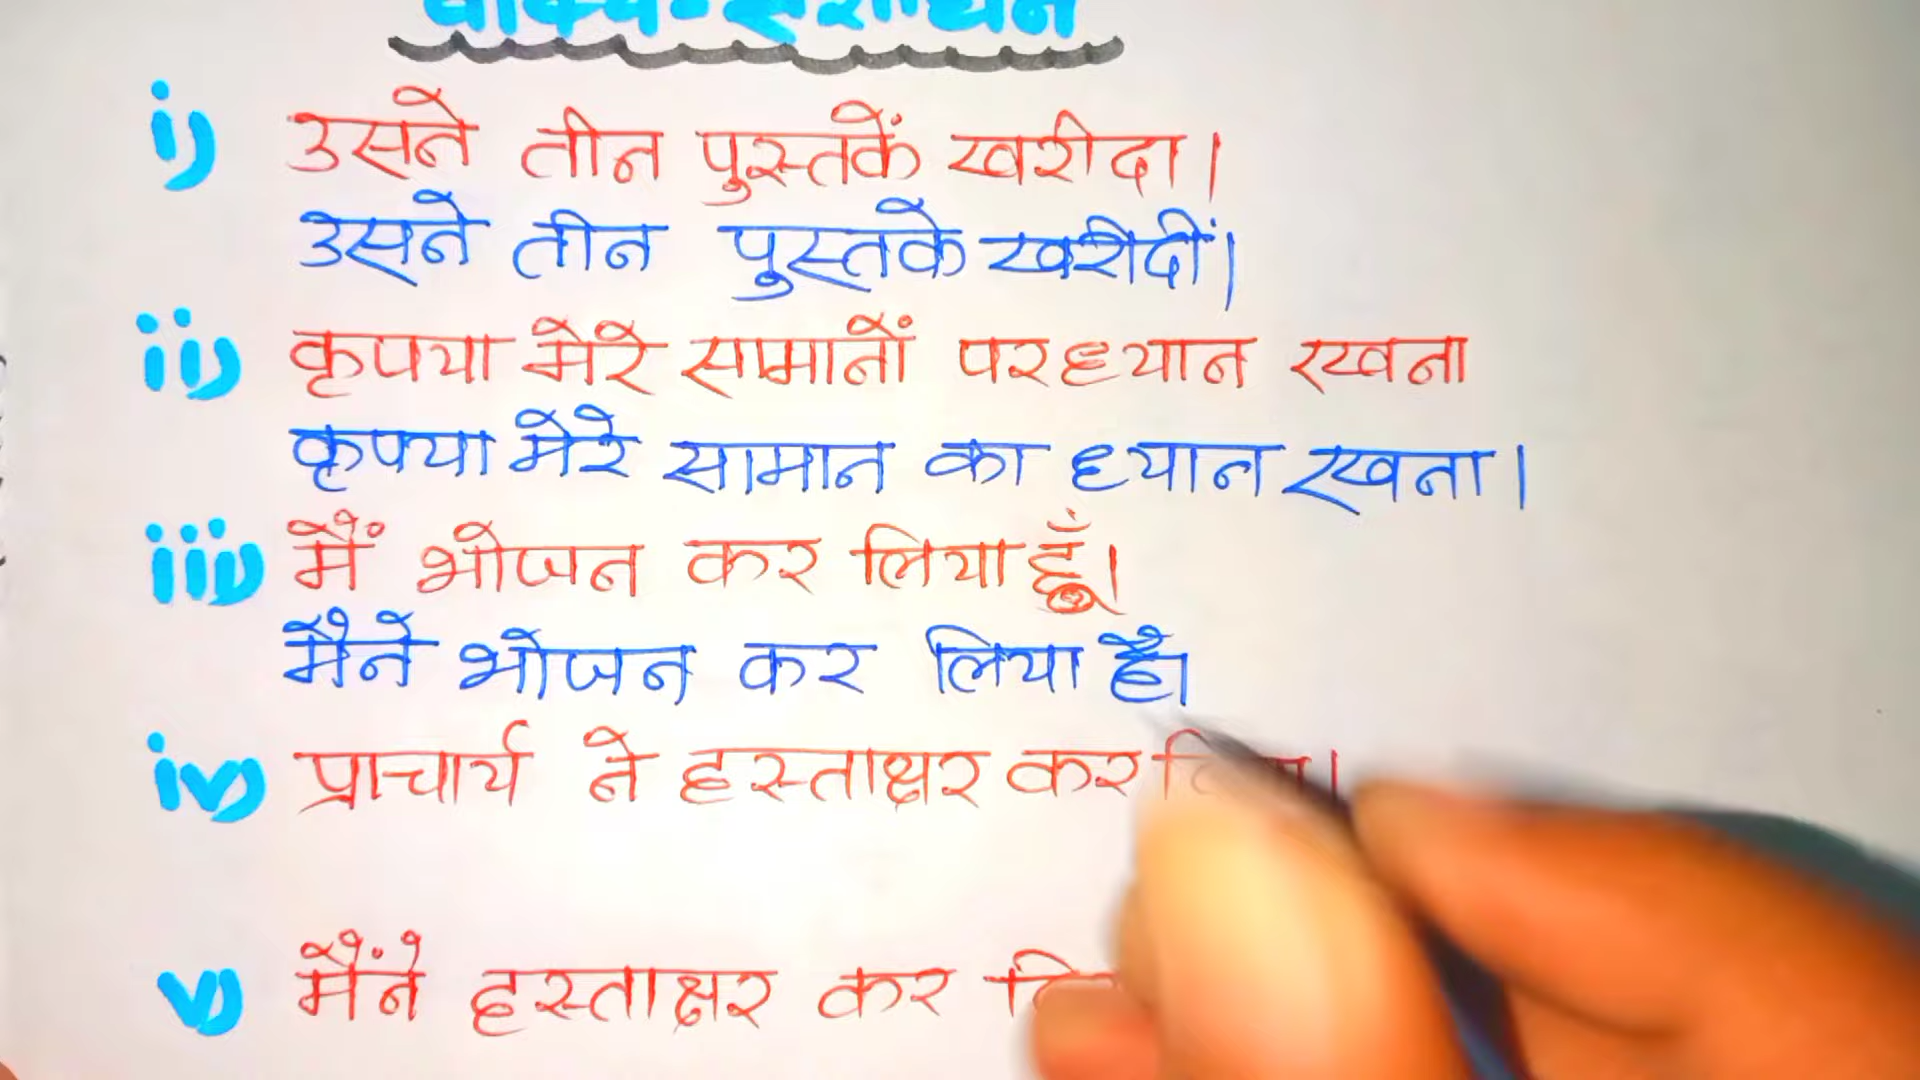 वाक्य-संशोधन
i) उसने तीन पुस्तकें खरीदा।
उसने तीन पुस्तके खरीदीं।
ii) कृपया मेरे सामानों पर ध्यान रखना
कृपया मेरे सामान का ध्यान रखना।
iii) मैं भोजन कर लिया हूँ।
मैने भोजन कर लिया है।
iv) प्राचार्य ने हस्ताक्षर कर
v) मैंने हस्ताक्षर कर